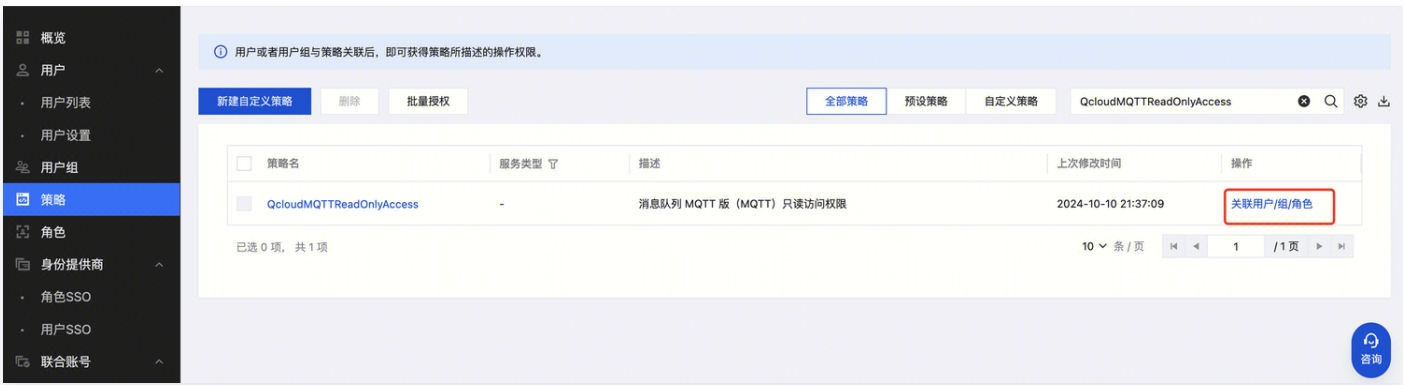 概览
用户
用户列表
用户设置
用户组
策略
角色
身份提供商
角色SSO
用户SSO
联合账号
用户或者用户组与策略关联后，即可获得策略所描述的操作权限。
新建自定义策略 删除 批量授权 全部策略 预设策略 自定义策略 QcloudMQTTReadOnlyAccess
策略名 服务类型 描述 上次修改时间 操作
QcloudMQTTReadOnlyAccess - 消息队列 MQTT 版（MQTT）只读访问权限 2024-10-10 21:37:09 关联用户/组/角色
已选 0 项，共 1 项 10 条 / 页 1 / 1 页
咨询